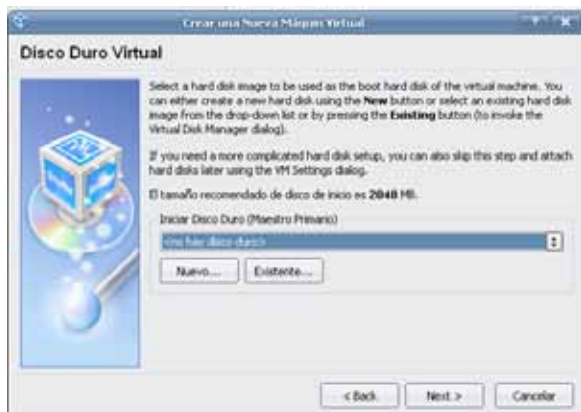 Crear una Nueva Máquin Virtual
Disco Duro Virtual
Select a hard disk image to be used as the boot hard disk of the virtual machine. You
can either create a new hard disk using the New button or select an existing hard disk
image from the drop-down list or by pressing the Existing button (to invoke the
Virtual Disk Manager dialog).
If you need a more complicated hard disk setup, you can also skip this step and attach
hard disks later using the VM Settings dialog.
El tamaño recomendado de disco de inicio es 2048 MB.
Iniciar Disco Duro (Maestro Primario)
<no hay disco duro>
Nuevo...
Existente...
< Back
Next >
Cancelar